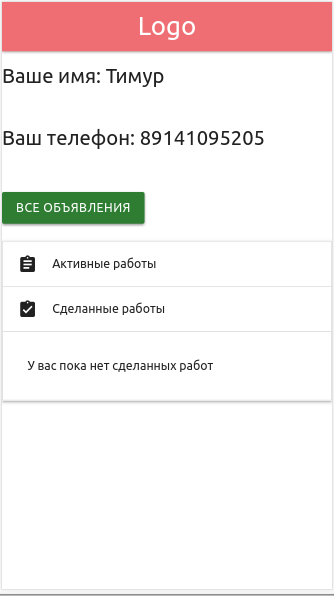 Logo
Ваше имя: Тимур
Ваш телефон: 89141095205
ВСЕ ОБЪЯВЛЕНИЯ
Активные работы
Сделанные работы
У вас пока нет сделанных работ